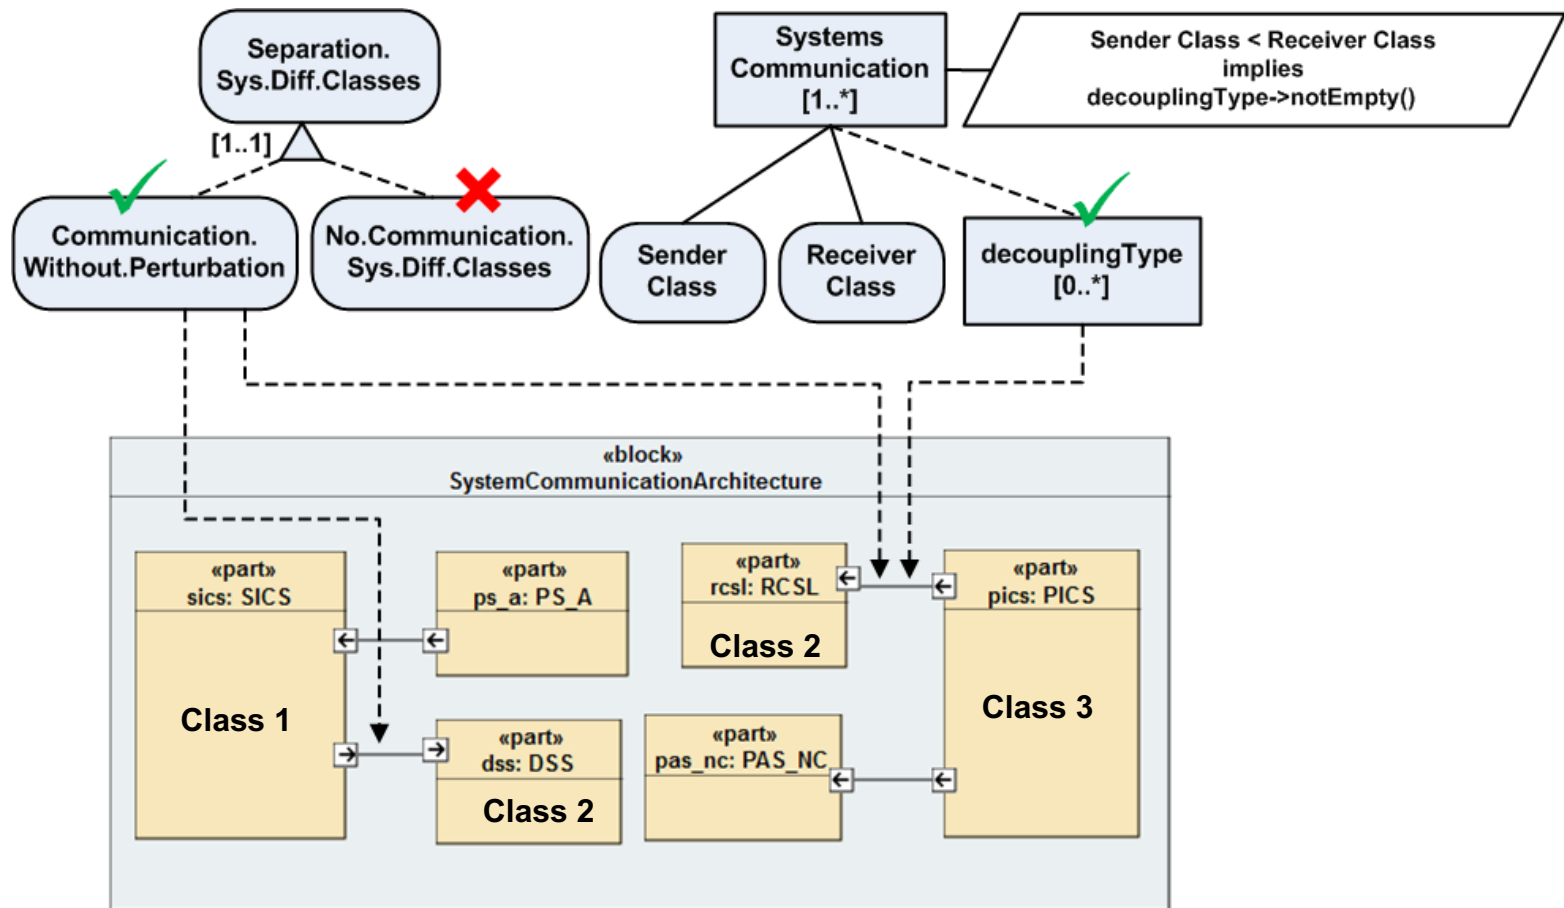 Separation.
Sys.Diff.Classes
[1..1]
Communication.
Without.Perturbation
No.Communication.
Sys.Diff.Classes
Systems
Communication
[1..*]
Sender Class < Receiver Class
implies
decouplingType->notEmpty()
Sender
Class
Receiver
Class
decouplingType
[0..*]
«block»
SystemCommunicationArchitecture
«part»
sics: SICS
Class 1
«part»
ps_a: PS_A
«part»
dss: DSS
Class 2
«part»
rcsl: RCSL
Class 2
«part»
pas_nc: PAS_NC
«part»
pics: PICS
Class 3